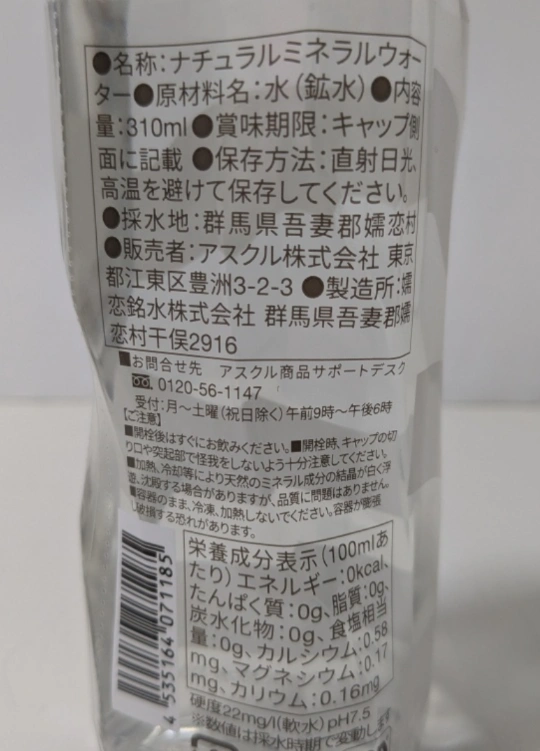 ●名称:ナチュラルミネラルウォー
ター●原材料名:水(鉱水)●内容
量:310ml●賞味期限:キャップ側
面に記載 ●保存方法:直射日光、
高温を避けて保存してください。
●採水地:群馬県吾妻郡嬬恋村
●販売者:アスクル株式会社 東京
都江東区豊洲3-2-3 ●製造所:嬬
恋銘水株式会社 群馬県吾妻郡嬬
恋村干俣2916
■お問合せ先 アスクル商品サポートデスク
0120-56-1147
受付:月～土曜(祝日除く)午前9時～午後6時
【ご注意】
■開栓後はすぐにお飲みください。■開栓時、キャップの切
り口や突起部で怪我をしないよう十分注意してください。
■加熱、冷却等により天然のミネラル成分の結晶が白く浮
遊、沈殿する場合がありますが、品質に問題はありません。
■容器のまま、冷凍、加熱しないでください。容器が膨張
し破損する恐れがあります。
栄養成分表示(100mlあ
たり)エネルギー:0kcal、
たんぱく質:0g、脂質:0g、
炭水化物:0g、食塩相当
量:0g、カルシウム:0.58
mg、マグネシウム:0.17
mg、カリウム:0.16mg
硬度22mg/l(軟水)pH7.5
※数値は採水時期で変動しま
4 535164 071185